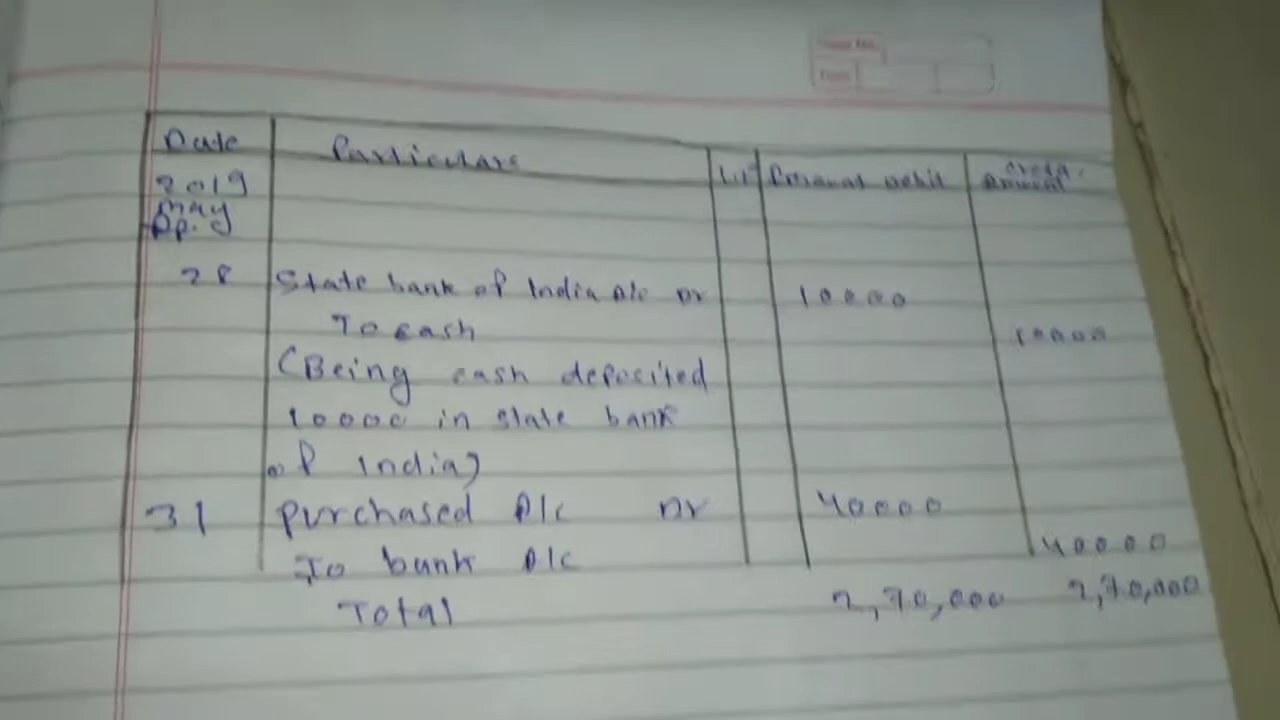 Date Particulars L.F Amount debit credit Amount
2019
may
Ap.
28 State bank of India A/c Dr 10000
To cash 10000
(Being cash deposited
10000 in state bank
of India)
31 purchased A/c Dr 40000
To bank A/c 40000
Total 2,70,000 2,70,000